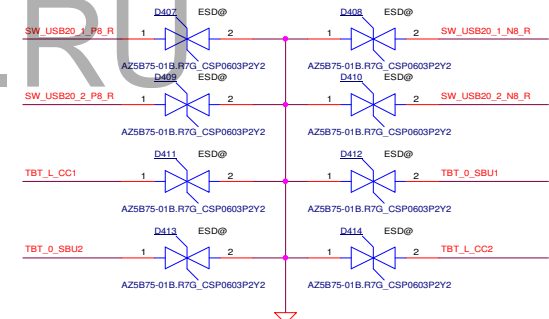 .RU
D407 ESD@ D408 ESD@
SW_USB20_1_P8_R 1 2 1 2 SW_USB20_1_N8_R
AZ5B75-01B.R7G_CSP0603P2Y2 AZ5B75-01B.R7G_CSP0603P2Y2
D409 ESD@ D410 ESD@
SW_USB20_2_P8_R 1 2 1 2 SW_USB20_2_N8_R
AZ5B75-01B.R7G_CSP0603P2Y2 AZ5B75-01B.R7G_CSP0603P2Y2
D411 ESD@ D412 ESD@
TBT_L_CC1 1 2 1 2 TBT_0_SBU1
AZ5B75-01B.R7G_CSP0603P2Y2 AZ5B75-01B.R7G_CSP0603P2Y2
D413 ESD@ D414 ESD@
TBT_0_SBU2 1 2 1 2 TBT_L_CC2
AZ5B75-01B.R7G_CSP0603P2Y2 AZ5B75-01B.R7G_CSP0603P2Y2